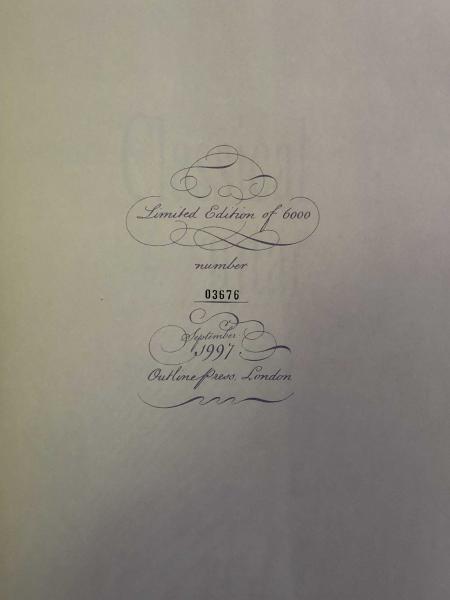 Limited Edition of 6000
number
03676
September
1997
Outline Press, London